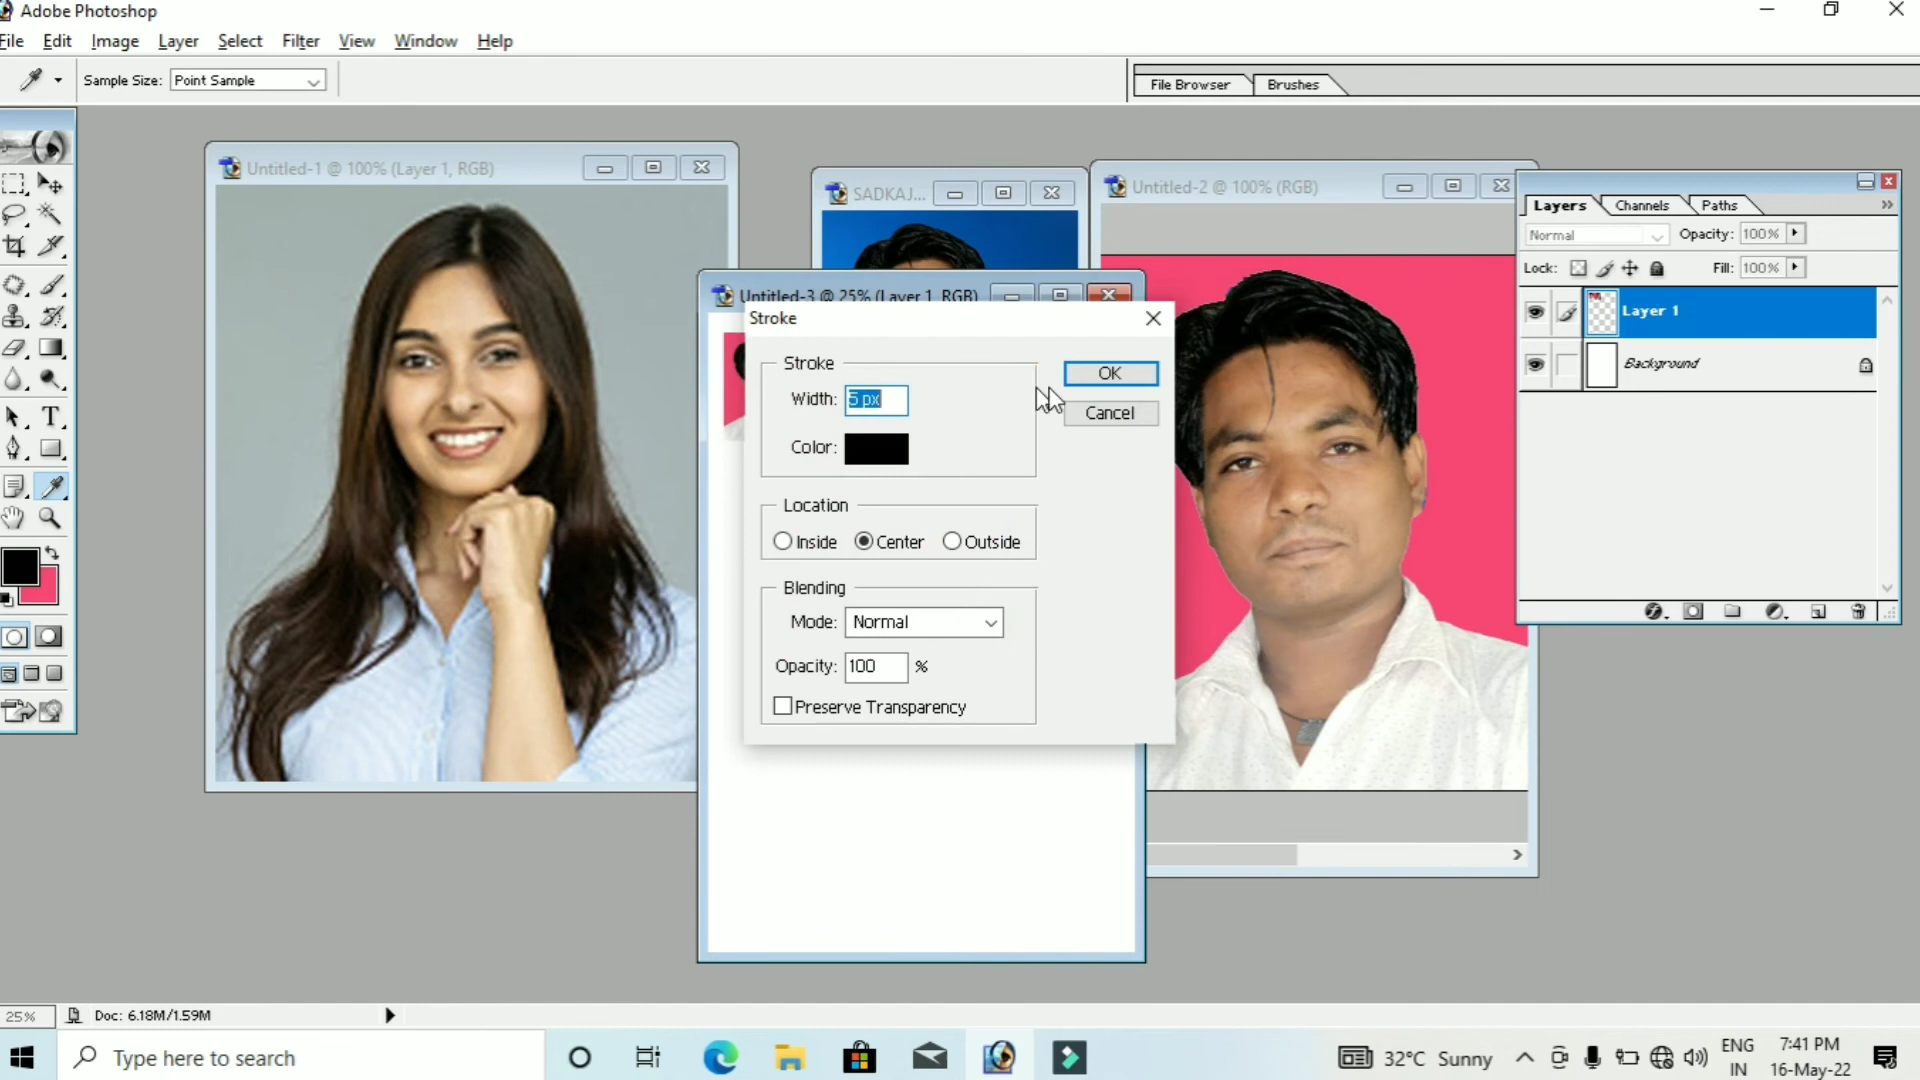 Adobe Photoshop
File Edit Image Layer Select Filter View Window Help
Sample Size: Point Sample
File Browser Brushes
Untitled-1 @ 100% (Layer 1, RGB)
SADKAJ...
Untitled-2 @ 100% (RGB)
Layers Channels Paths
Normal Opacity: 100%
Lock: Fill: 100%
Layer 1
Background
Untitled-3 @ 25% (Layer 1, RGB)
Stroke
Stroke
Width: 5 px
Color:
OK
Cancel
Location
Inside Center Outside
Blending
Mode: Normal
Opacity: 100 %
Preserve Transparency
T
25% Doc: 6.18M/1.59M
Type here to search
32°C Sunny
ENG
IN
7:41 PM
16-May-22